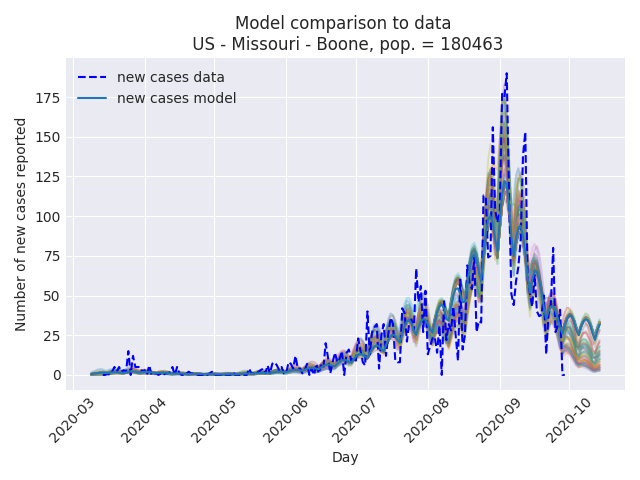 Model comparison to data
US - Missouri - Boone, pop. = 180463
new cases data
new cases model
Number of new cases reported
175
150
125
100
75
50
25
0
2020-03
2020-04
2020-05
2020-06
2020-07
2020-08
2020-09
2020-10
Day